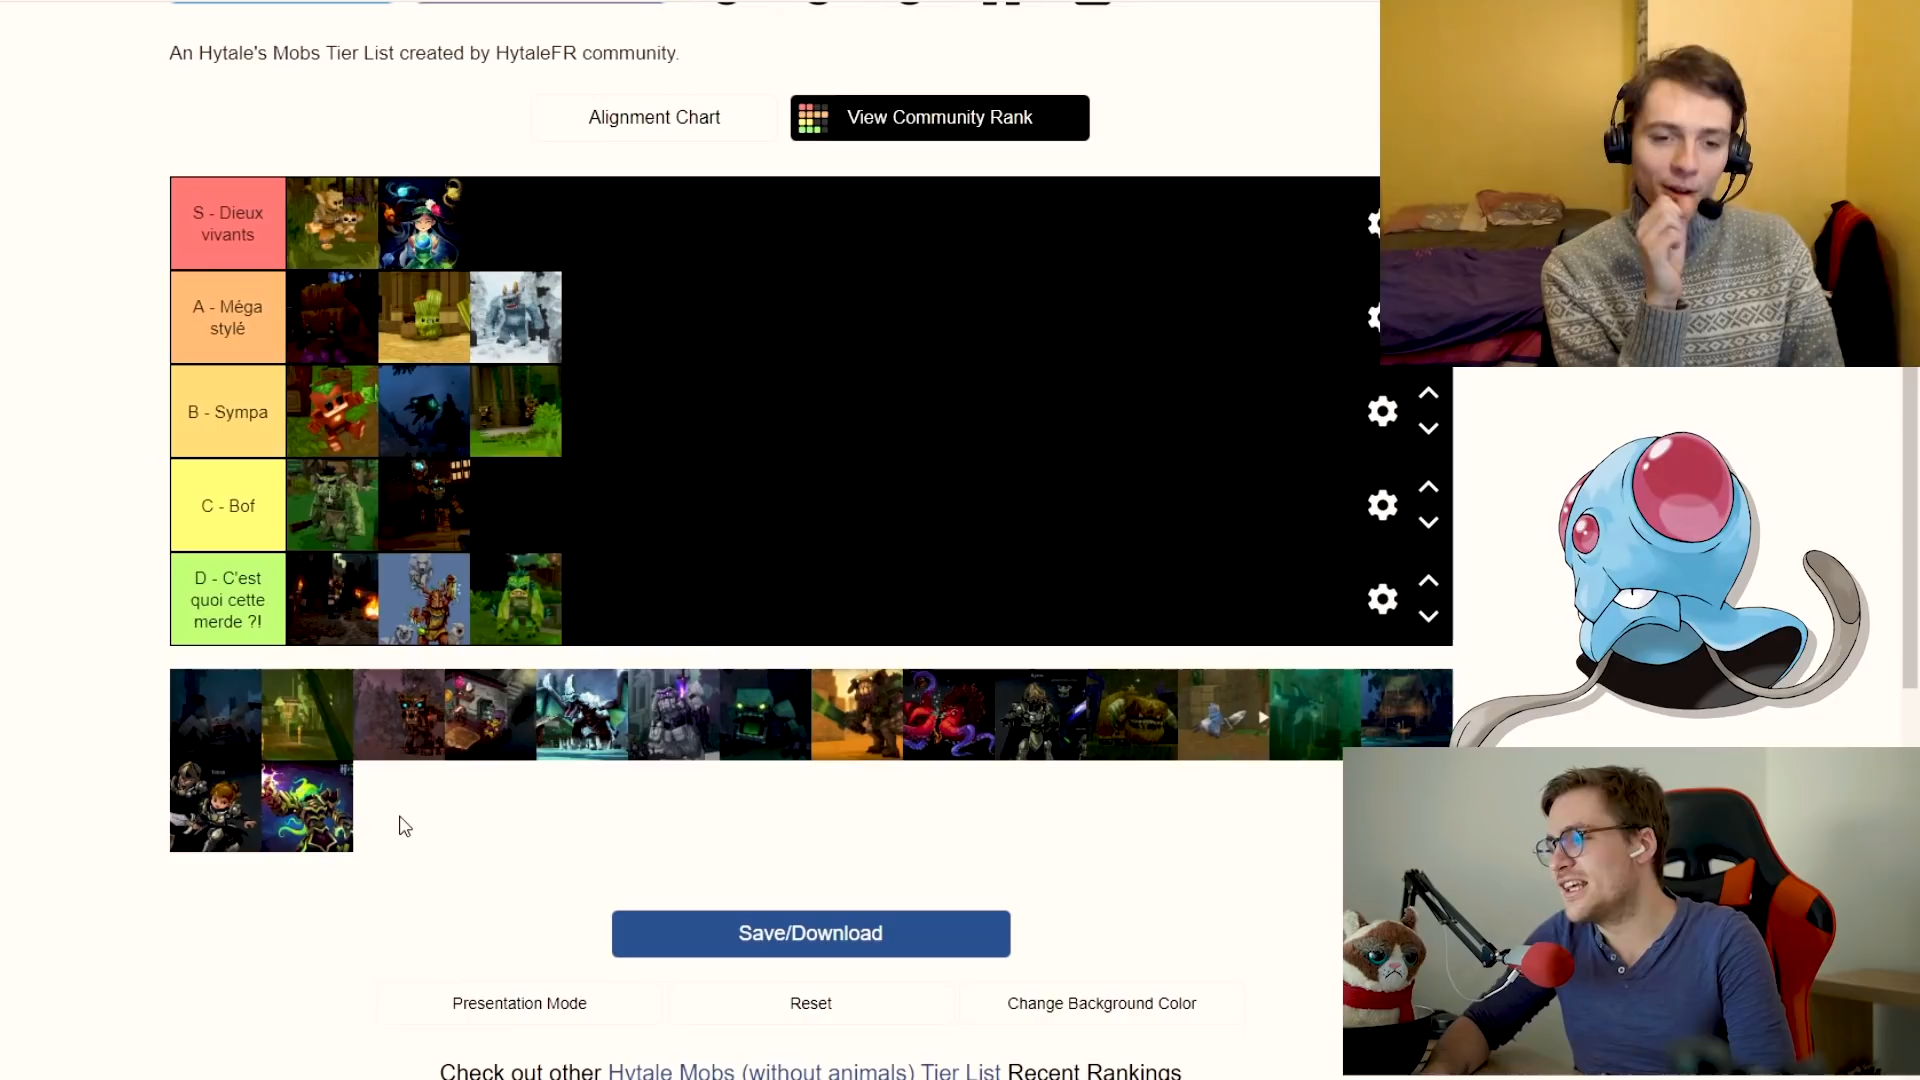 An Hytale's Mobs Tier List created by HytaleFR community.
Alignment Chart
View Community Rank
S - Dieux
vivants
A - Méga
stylé
B - Sympa
C - Bof
D - C'est
quoi cette
merde ?!
Save/Download
Presentation Mode
Reset
Change Background Color
Check out other Hytale Mobs (without animals) Tier List Recent Rankings